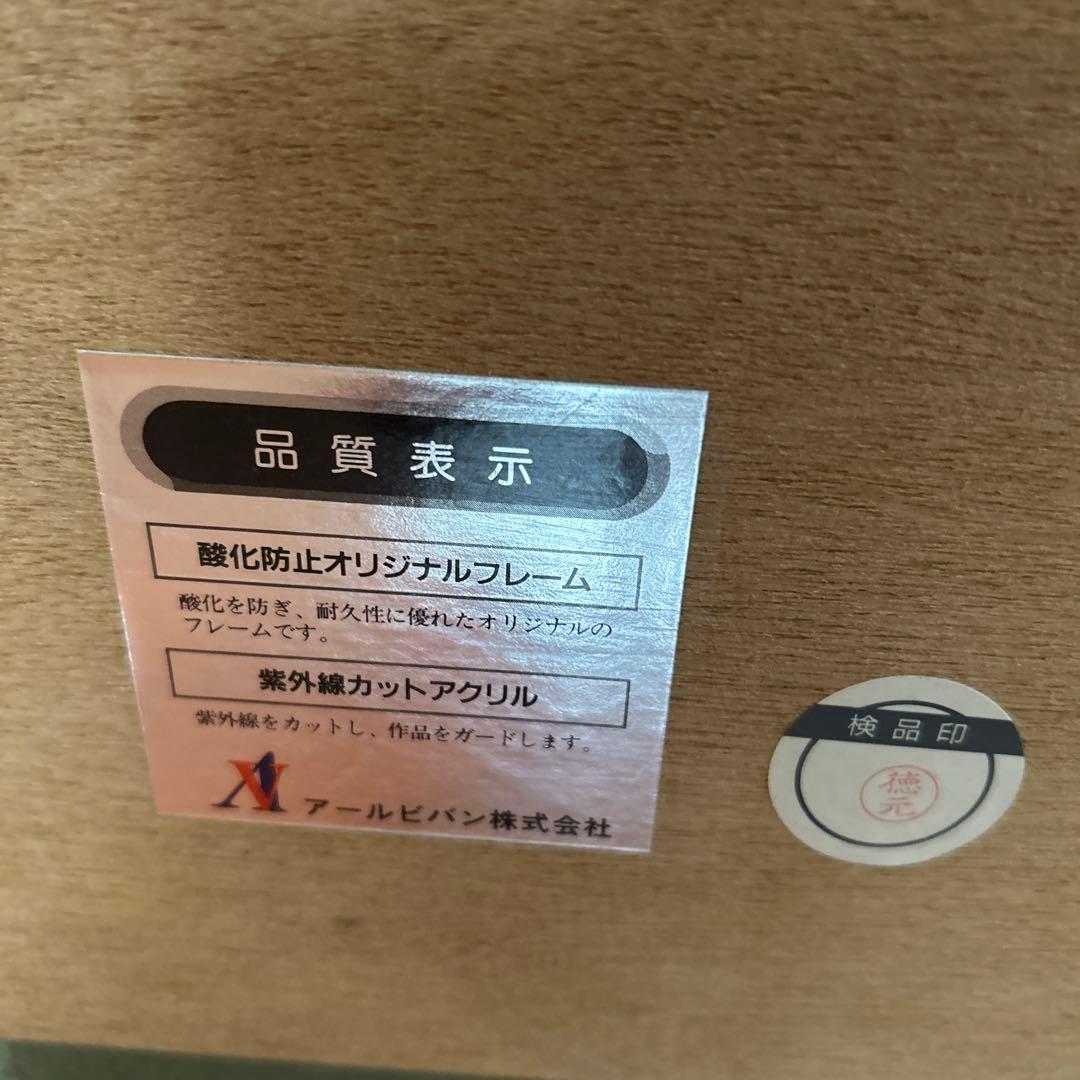 品質表示
酸化防止オリジナルフレーム
酸化を防ぎ、耐久性に優れたオリジナルの
フレームです。
紫外線カットアクリル
紫外線をカットし、作品をガードします。
アールビバン株式会社
検品印
徳元